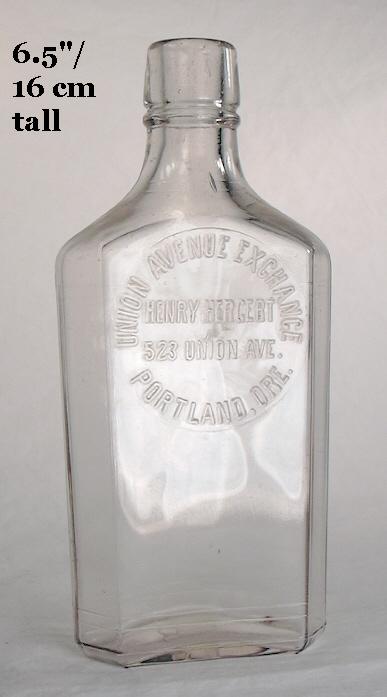 6.5"/
16 cm
tall
UNION AVENUE EXCHANGE
HENRY HERGERT
523 UNION AVE.
PORTLAND, ORE.